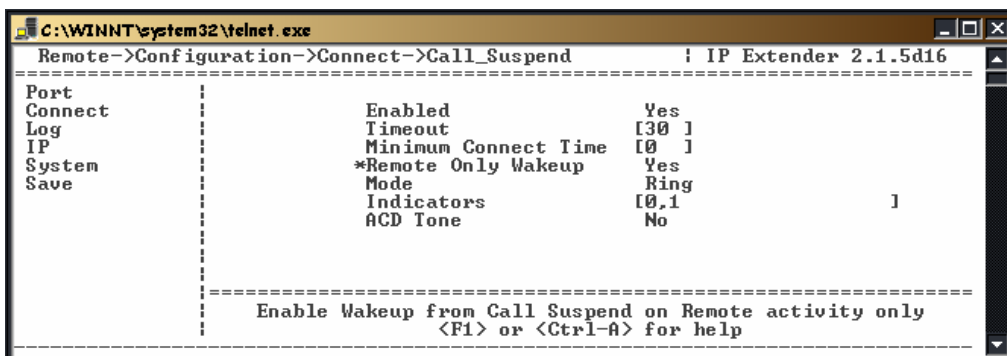 C:\WINNT\system32\telnet.exe
Remote->Configuration->Connect->Call_Suspend ¦ IP Extender 2.1.5d16
Port
Connect Enabled Yes
Log Timeout [30 ]
IP Minimum Connect Time [0 ]
System *Remote Only Wakeup Yes
Save Mode Ring
Indicators [0,1 ]
ACD Tone No
Enable Wakeup from Call Suspend on Remote activity only
<F1> or <Ctrl-A> for help